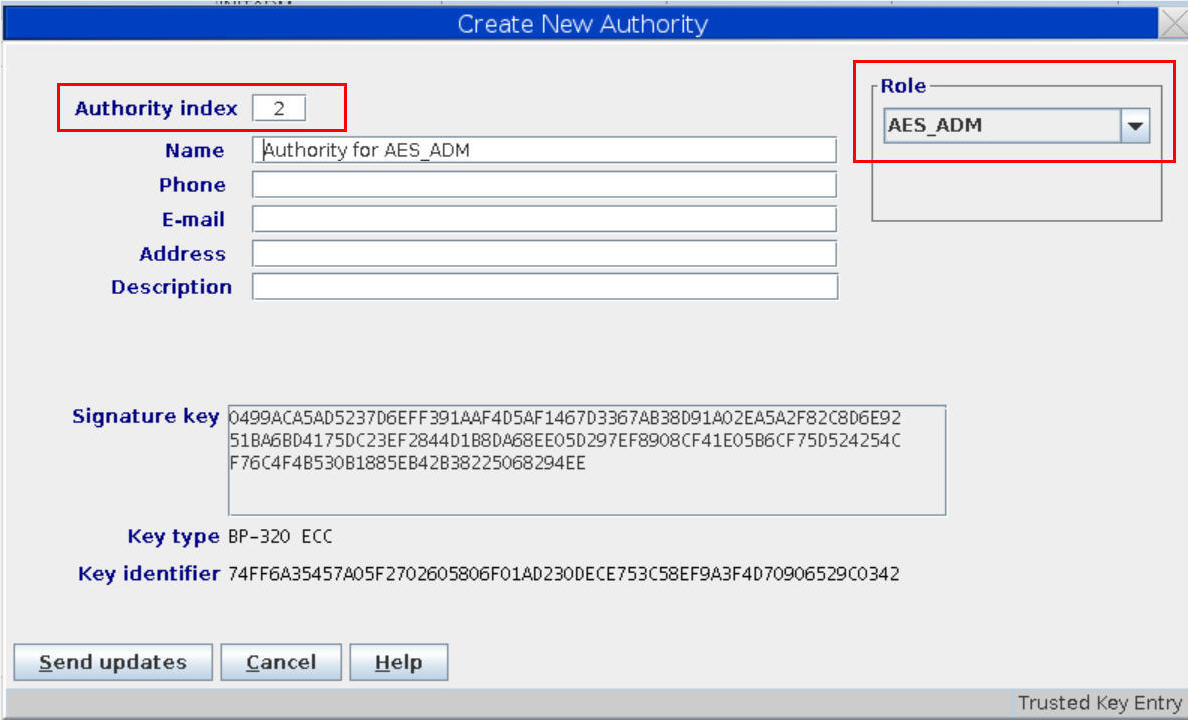 Create New Authority
Authority index 2
Role
AES_ADM
Name Authority for AES_ADM
Phone
E-mail
Address
Description
Signature key 0499ACA5AD5237D6EFF391AAF4D5AF1467D3367AB38D91A02EA5A2F82C8D6E92
51BA6BD4175DC23EF2844D1B8DA68EE05D297EF8908CF41E05B6CF75D524254C
F76C4F4B530B1885EB42B38225068294EE
Key type BP-320 ECC
Key identifier 74FF6A35457A05F2702605806F01AD230DECE753C58EF9A3F4D70906529C0342
Send updates Cancel Help
Trusted Key Entry